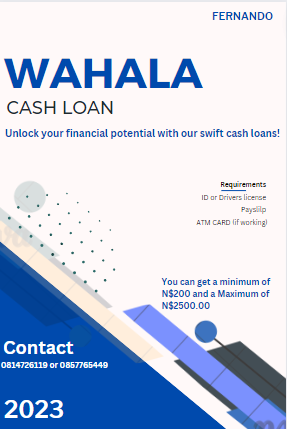 FERNANDO
WAHALA
CASH LOAN
Unlock your financial potential with our swift cash loans!
Requirements
ID or Drivers license
Payslilp
ATM CARD (if working)
You can get a minimum of
N$200 and a Maximum of
N$2500.00
Contact
0814726119 or 0857765449
2023